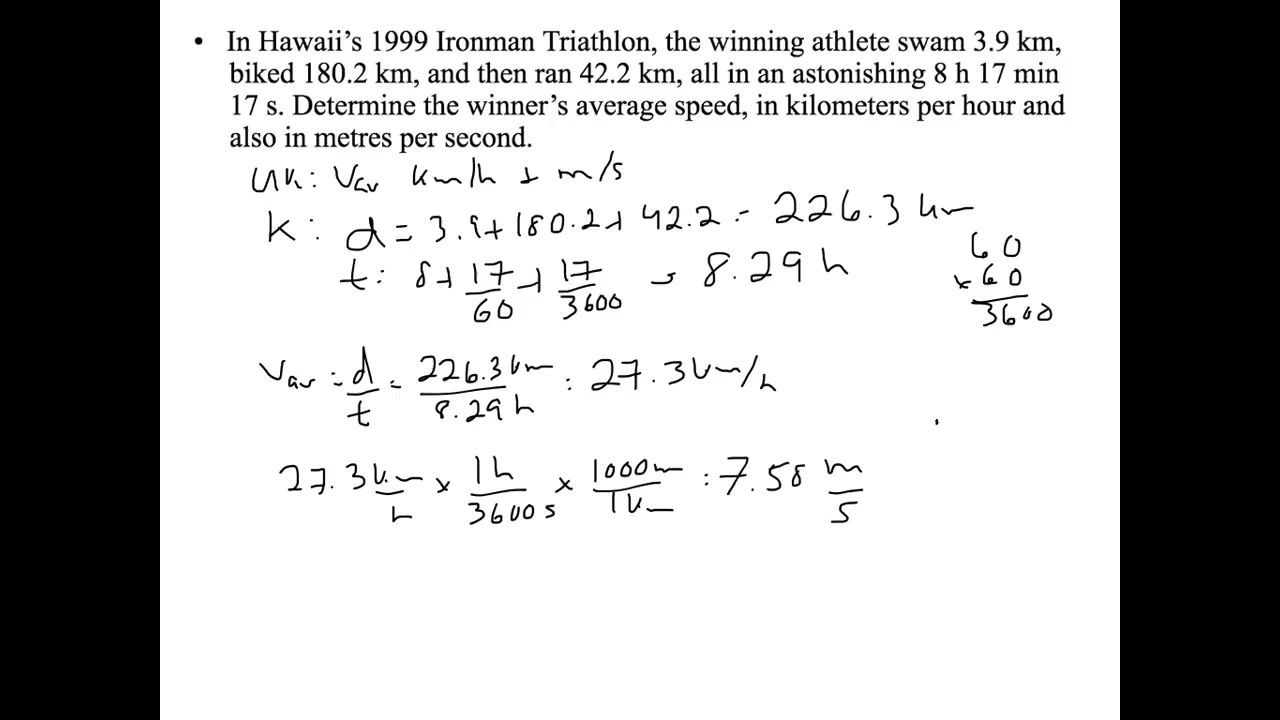 • In Hawaii’s 1999 Ironman Triathlon, the winning athlete swam 3.9 km,
biked 180.2 km, and then ran 42.2 km, all in an astonishing 8 h 17 min
17 s. Determine the winner’s average speed, in kilometers per hour and
also in metres per second.
UK: Vav km/h + m/s
K: d = 3.9 + 180.2 + 42.2 = 226.3 km
t: 8 + 17/60 + 17/3600 = 8.29 h
60
x 60
3600
Vav = d/t = 226.3 km/8.29 h = 27.3 km/h
27.3 km/h x 1h/3600 s x 1000 m/1 km = 7.58 m/s